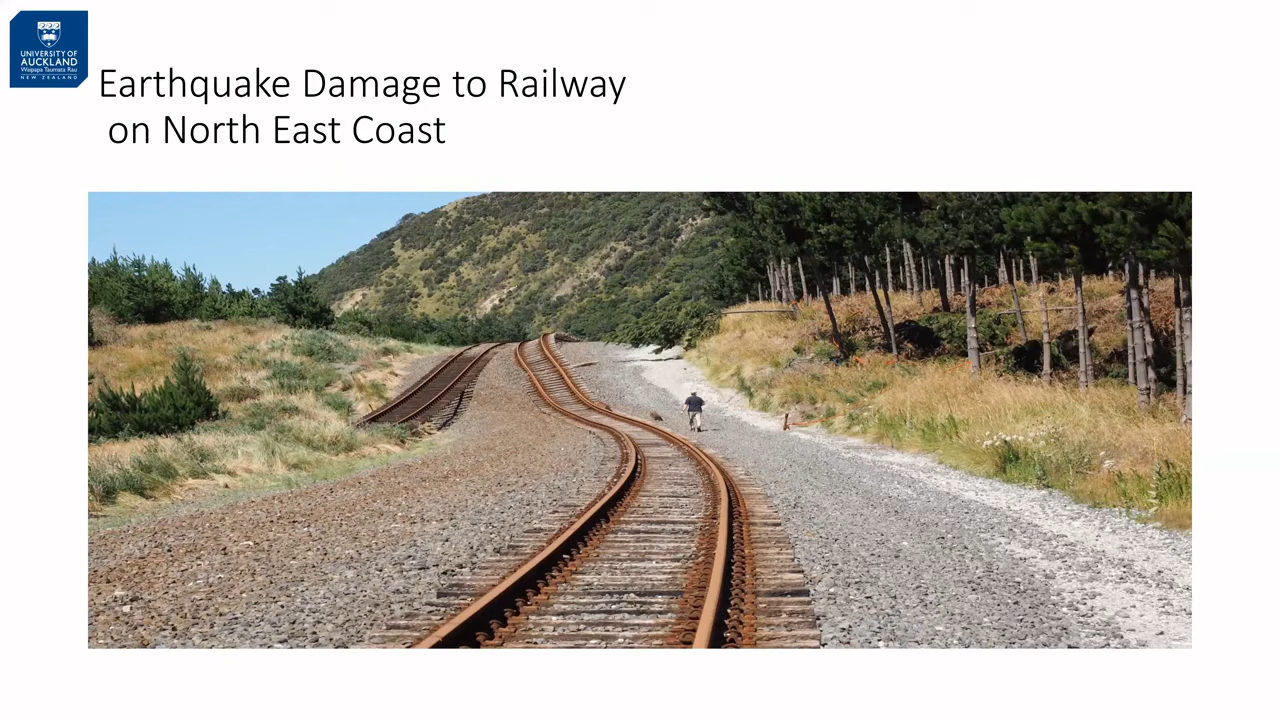 UNIVERSITY OF
AUCKLAND
Waipapa Taumata Rau
NEW ZEALAND
Earthquake Damage to Railway
on North East Coast